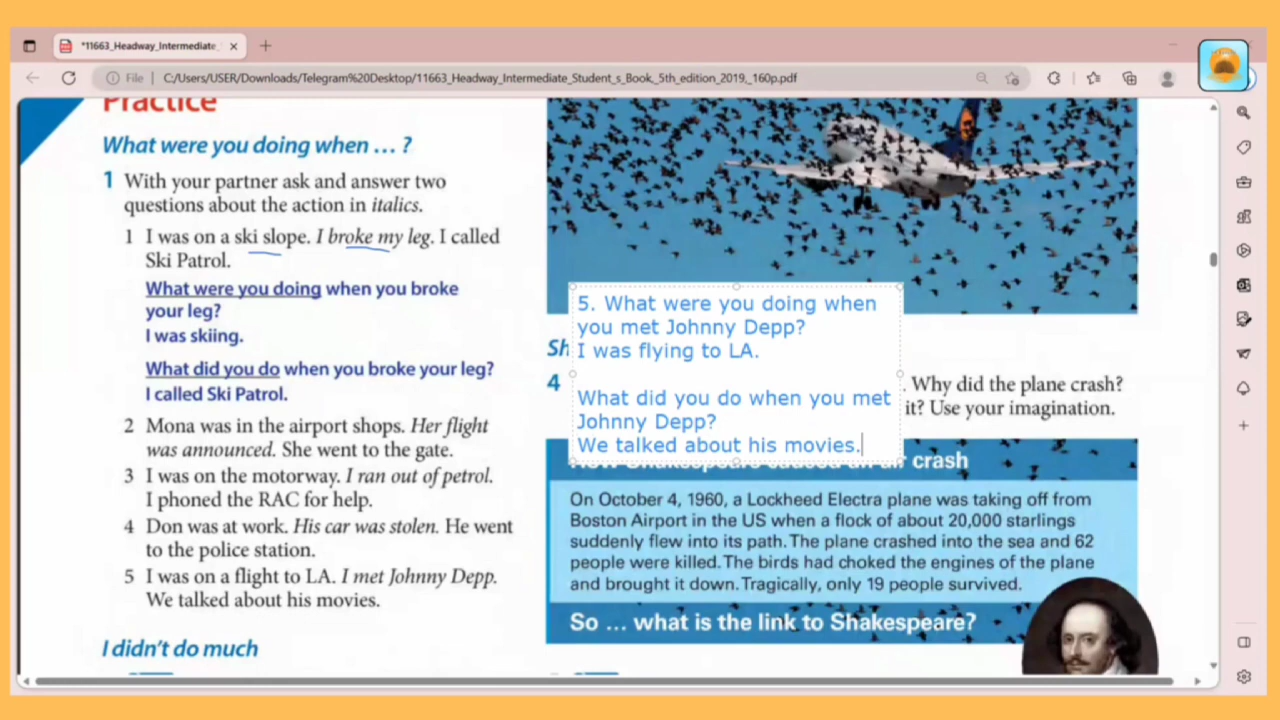 *11663_Headway_Intermediate_
File
C:/Users/USER/Downloads/Telegram%20Desktop/11663_Headway_Intermediate_Student_s_Book,_5th_edition_2019,_160p.pdf
Practice
What were you doing when … ?
1 With your partner ask and answer two
questions about the action in italics.
1 I was on a ski slope. I broke my leg. I called
Ski Patrol.
What were you doing when you broke
your leg?
I was skiing.
What did you do when you broke your leg?
I called Ski Patrol.
2 Mona was in the airport shops. Her flight
was announced. She went to the gate.
3 I was on the motorway. I ran out of petrol.
I phoned the RAC for help.
4 Don was at work. His car was stolen. He went
to the police station.
5 I was on a flight to LA. I met Johnny Depp.
We talked about his movies.
I didn't do much
5. What were you doing when
you met Johnny Depp?
I was flying to LA.
What did you do when you met
Johnny Depp?
We talked about his movies.
Sh
4 . Why did the plane crash?
it? Use your imagination.
How Shakespeare caused an air crash
On October 4, 1960, a Lockheed Electra plane was taking off from
Boston Airport in the US when a flock of about 20,000 starlings
suddenly flew into its path. The plane crashed into the sea and 62
people were killed. The birds had choked the engines of the plane
and brought it down. Tragically, only 19 people survived.
So … what is the link to Shakespeare?